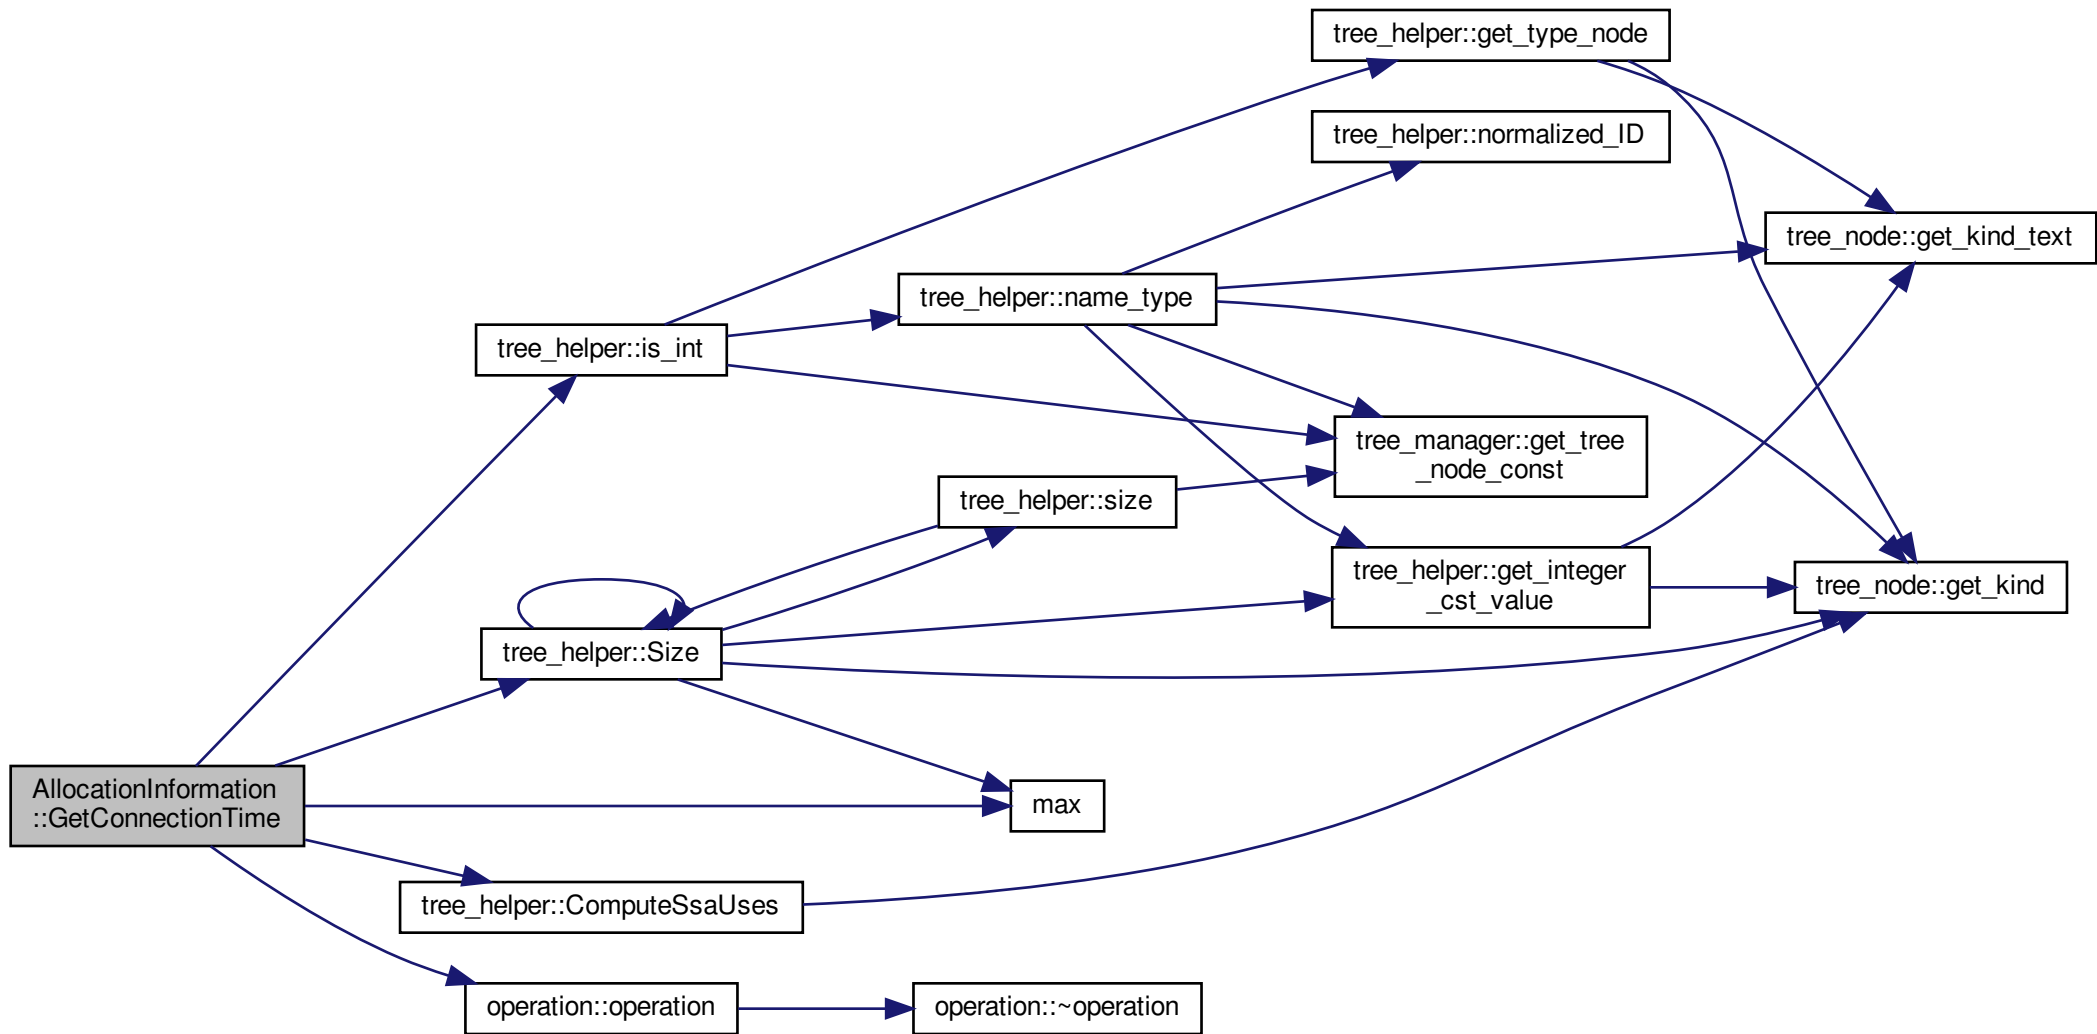 tree_helper::get_type_node
tree_helper::normalized_ID
tree_node::get_kind_text
tree_helper::name_type
tree_helper::is_int
tree_manager::get_tree
_node_const
tree_helper::size
tree_helper::get_integer
_cst_value
tree_node::get_kind
tree_helper::Size
AllocationInformation
::GetConnectionTime
max
tree_helper::ComputeSsaUses
operation::operation
operation::~operation